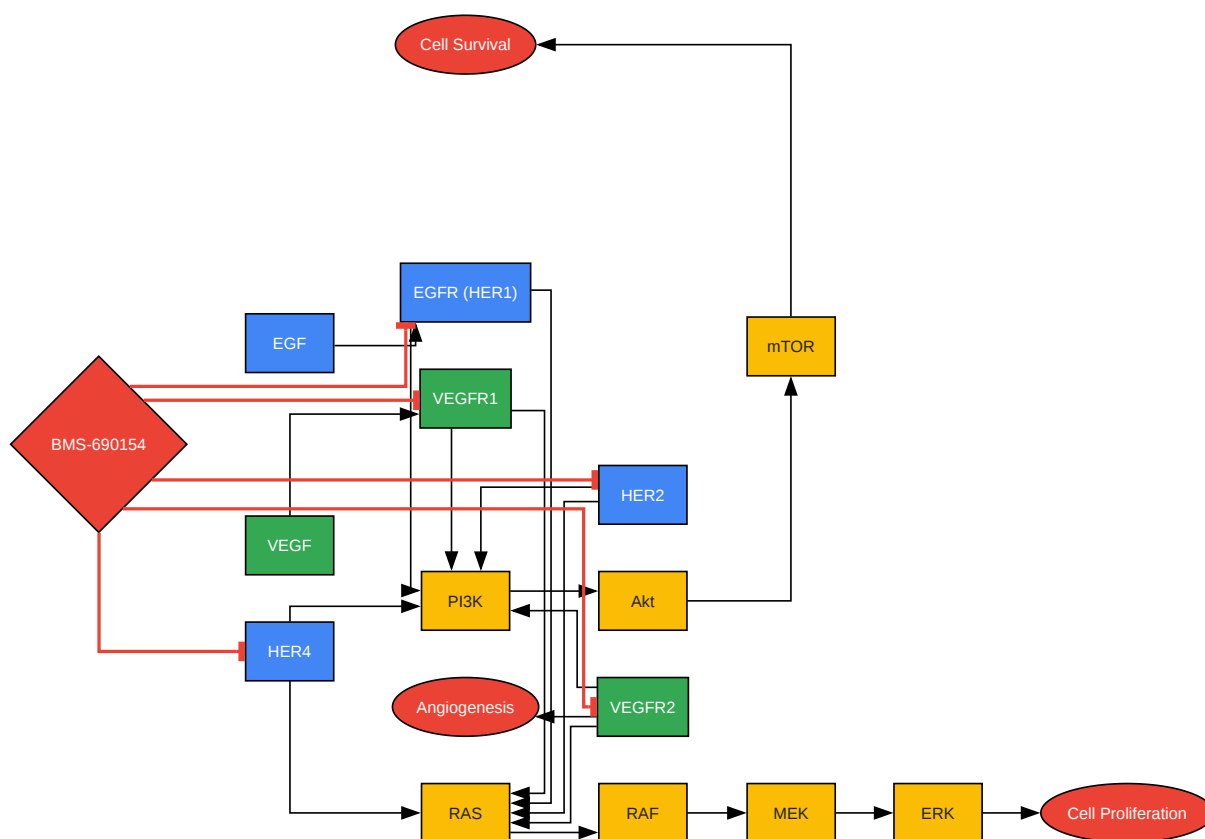 Cell Survival
EGFR (HER1)
EGF
mTOR
VEGFR1
BMS-690154
HER2
VEGF
PI3K
Akt
HER4
Angiogenesis
VEGFR2
RAS
RAF
MEK
ERK
Cell Proliferation